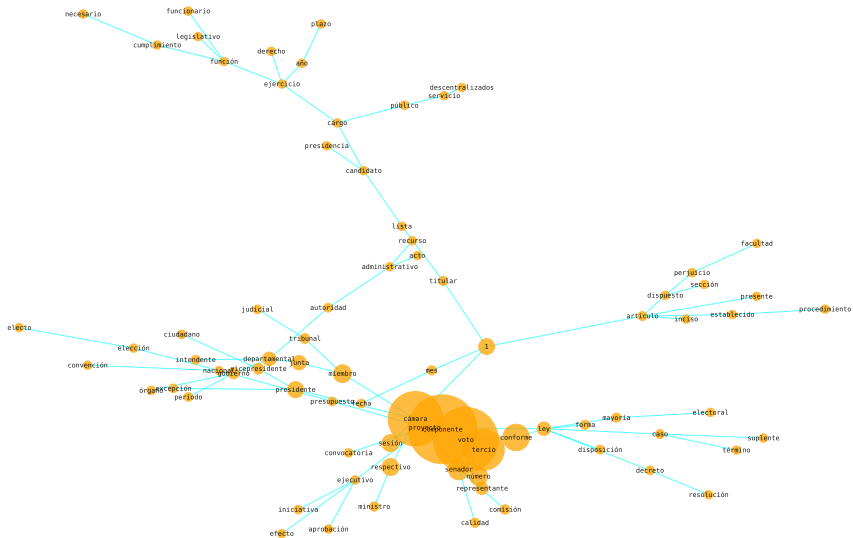 necesario
funcionario
plazo
legislativo
cumplimiento
derecho
función
año
ejercicio
descentralizados
servicio
público
cargo
presidencia
candidato
lista
recurso
facultad
acto
administrativo
perjuicio
titular
sección
dispuesto
presente
autoridad
judicial
procedimiento
establecido
artículo
inciso
electo
ciudadano
tribunal
1
elección
intendente
departamental
convención
junta
nacional
vicepresidente
gobierno
miembro
mes
órgano
excepción
presidente
período
presupuesto
fecha
electoral
mayoría
cámara
forma
proyecto
componente
ley
caso
suplente
voto
conforme
sesión
tercio
término
convocatoria
disposición
respectivo
senador
decreto
número
ejecutivo
representante
resolución
ministro
iniciativa
comisión
calidad
aprobación
efecto